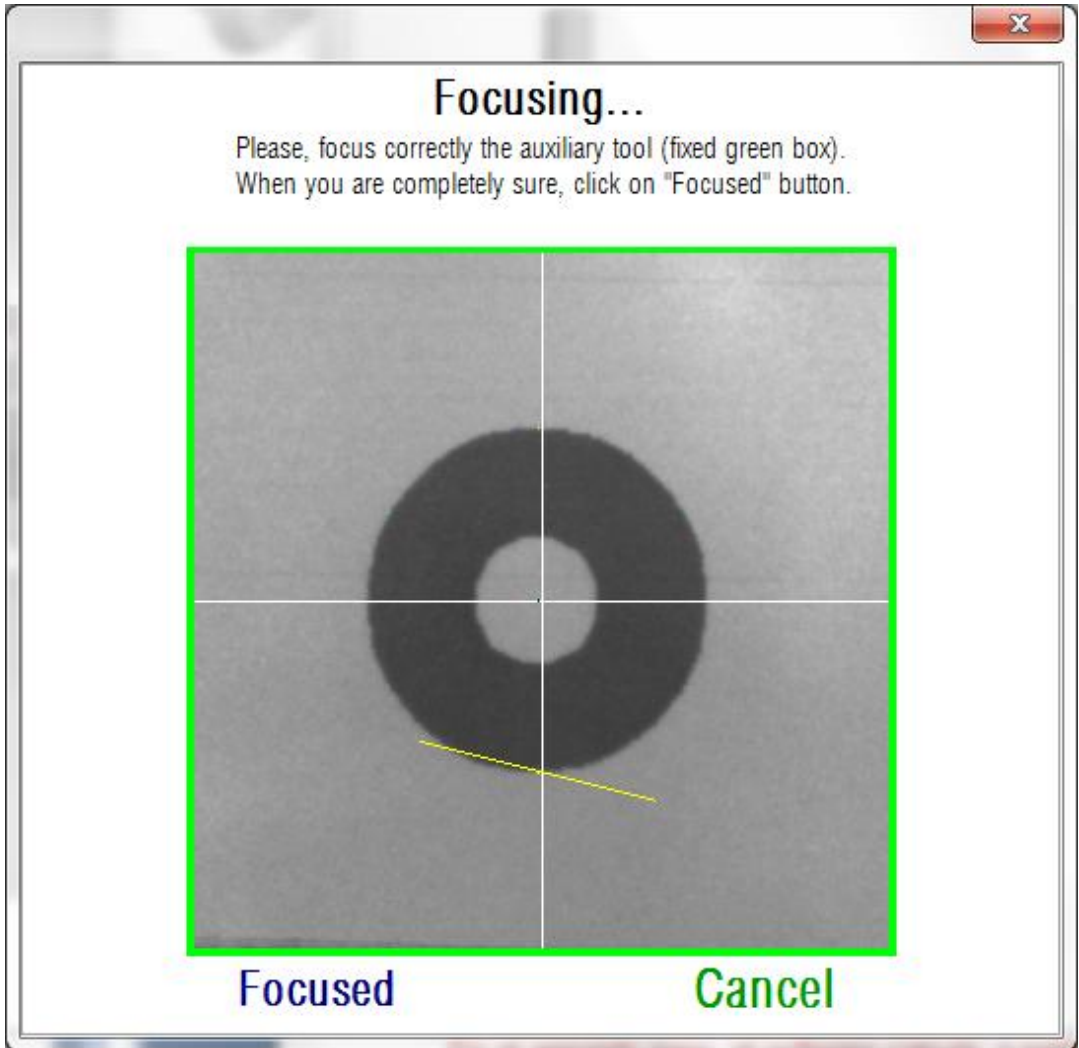 Focusing...
Please, focus correctly the auxiliary tool (fixed green box).
When you are completely sure, click on "Focused" button.
Focused
Cancel